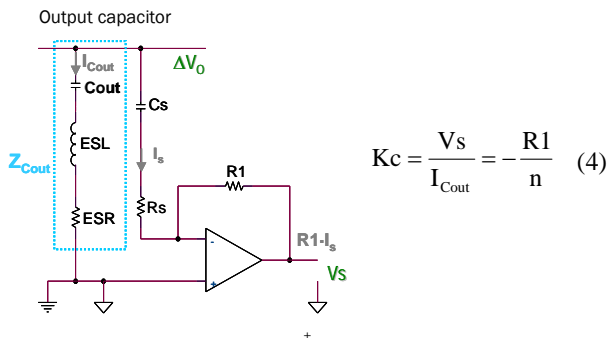 Output capacitor
I_Cout
ΔV_O
Cout
Cs
ESL
Z_Cout
I_s
R1
Rs
ESR
-
R1-I_s
+
Vs
Kc = Vs / I_Cout = - R1 / n (4)
+